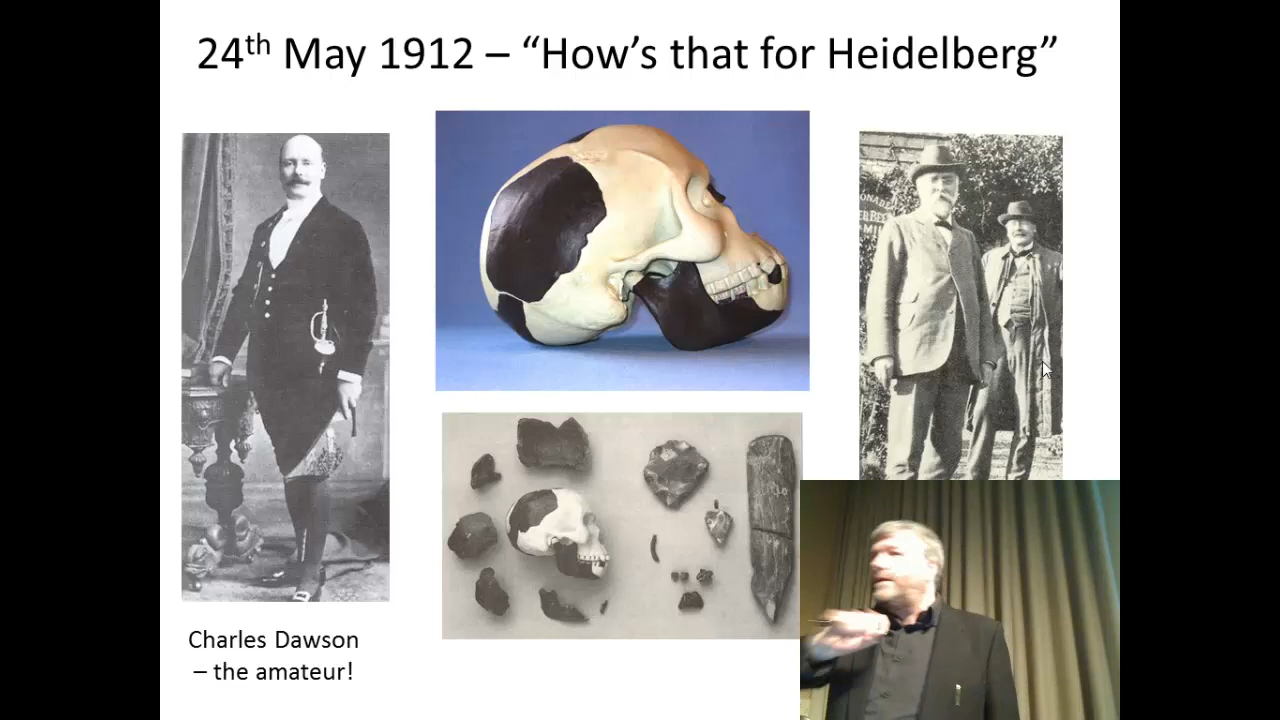 24th May 1912 – “How’s that for Heidelberg”
Charles Dawson
– the amateur!